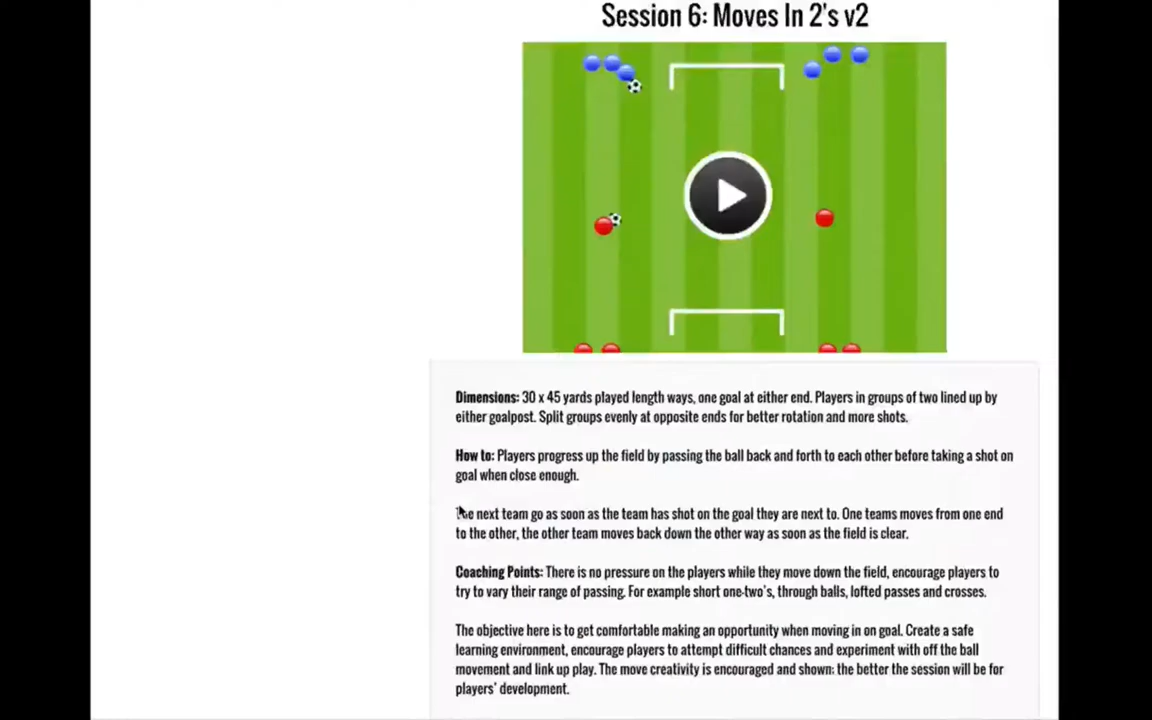 Session 6: Moves In 2's v2
Dimensions: 30 x 45 yards played length ways, one goal at either end. Players in groups of two lined up by
either goalpost. Split groups evenly at opposite ends for better rotation and more shots.
How to: Players progress up the field by passing the ball back and forth to each other before taking a shot on
goal when close enough.
The next team go as soon as the team has shot on the goal they are next to. One teams moves from one end
to the other, the other team moves back down the other way as soon as the field is clear.
Coaching Points: There is no pressure on the players while they move down the field, encourage players to
try to vary their range of passing. For example short one-two's, through balls, lofted passes and crosses.
The objective here is to get comfortable making an opportunity when moving in on goal. Create a safe
learning environment, encourage players to attempt difficult chances and experiment with off the ball
movement and link up play. The move creativity is encouraged and shown; the better the session will be for
players' development.